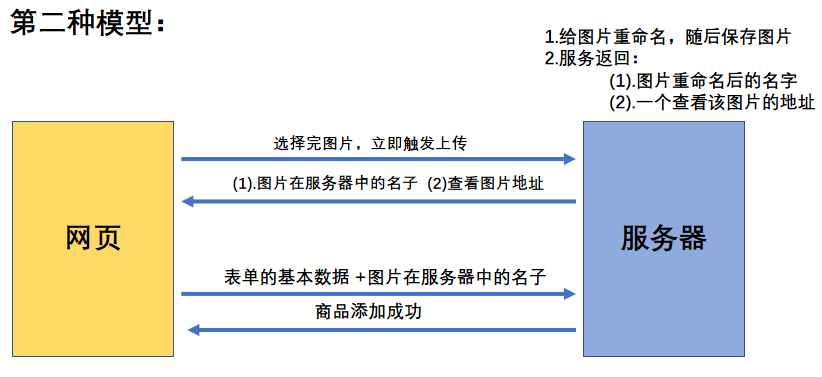 第二种模型：
1.给图片重命名，随后保存图片
2.服务返回：
(1).图片重命名后的名字
(2).一个查看该图片的地址
选择完图片，立即触发上传
(1).图片在服务器中的名子 (2)查看图片地址
网页
服务器
表单的基本数据 +图片在服务器中的名子
商品添加成功